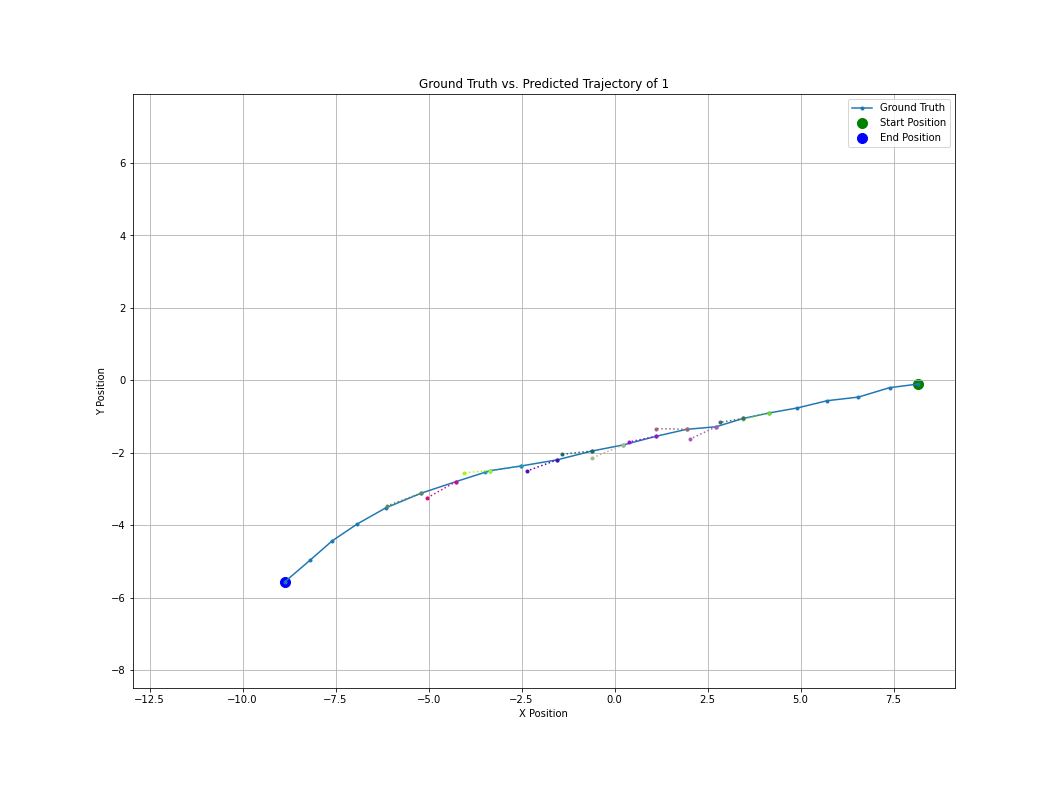 Ground Truth vs. Predicted Trajectory of 1
Ground Truth
Start Position
End Position
Y Position
6
4
2
0
−2
−4
−6
−8
−12.5 −10.0 −7.5 −5.0 −2.5 0.0 2.5 5.0 7.5
X Position